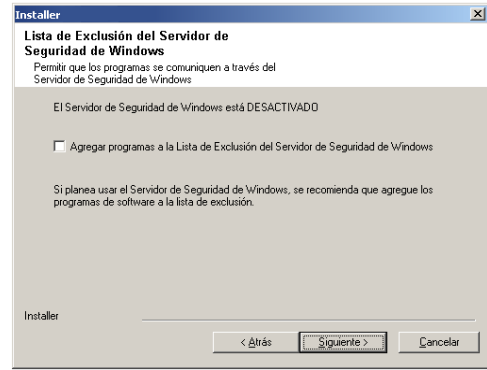 Installer
Lista de Exclusión del Servidor de
Seguridad de Windows
Permitir que los programas se comuniquen a través del
Servidor de Seguridad de Windows
El Servidor de Seguridad de Windows está DESACTIVADO
Agregar programas a la Lista de Exclusión del Servidor de Seguridad de Windows
Si planea usar el Servidor de Seguridad de Windows, se recomienda que agregue los
programas de software a la lista de exclusión.
Installer
< Atrás
Siguiente >
Cancelar